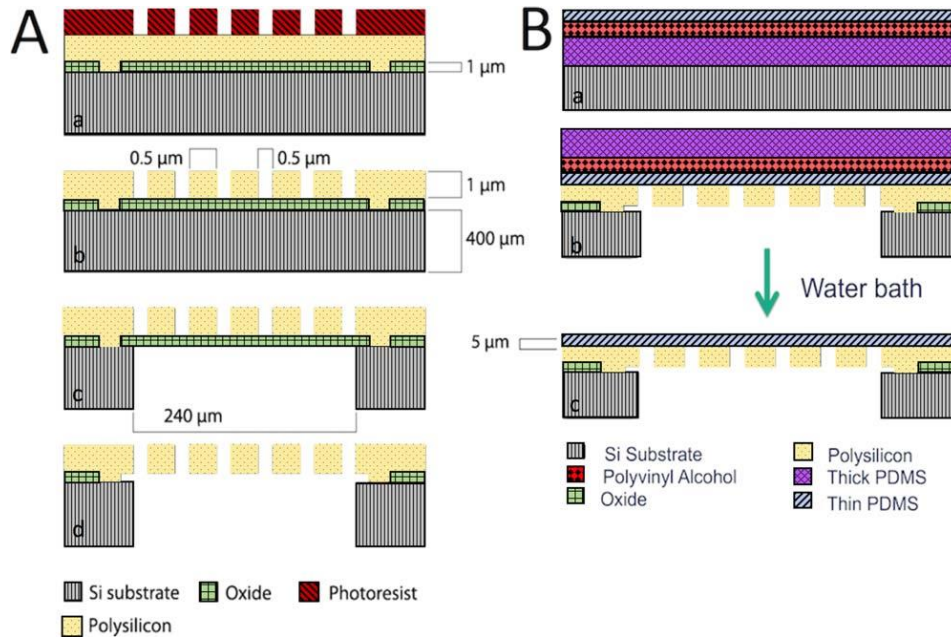 A
1 µm
a
0.5 µm
0.5 µm
1 µm
b
400 µm
c
240 µm
d
Si substrate
Oxide
Photoresist
Polysilicon
B
a
b
Water bath
5 µm
c
Si Substrate
Polysilicon
Polyvinyl Alcohol
Thick PDMS
Oxide
Thin PDMS